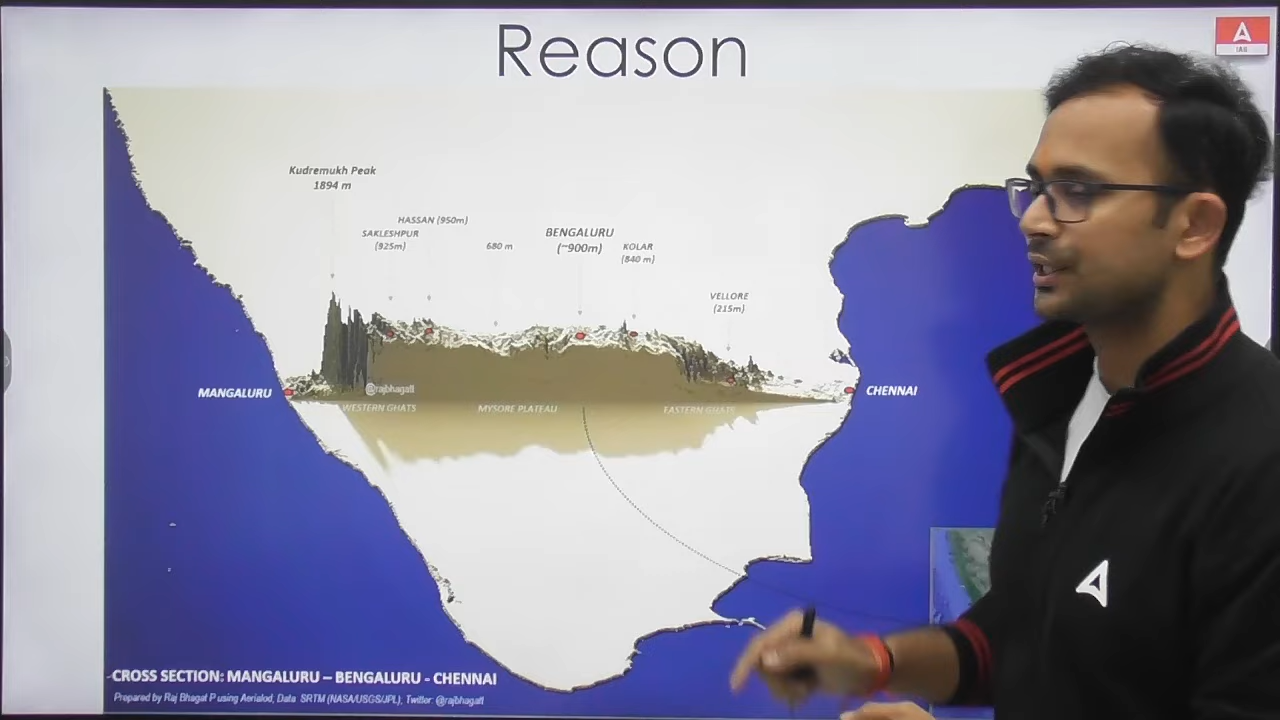 Reason
IAS
Kudremukh Peak
1894 m
HASSAN (950m)
SAKLESHPUR
(925m)
680 m
BENGALURU
(~900m)
KOLAR
(840 m)
VELLORE
(215m)
MANGALURU
@rajbhagatt
CHENNAI
WESTERN GHATS
MYSORE PLATEAU
EASTERN GHATS
CROSS SECTION: MANGALURU – BENGALURU - CHENNAI
Prepared by Raj Bhagat P using Aerialod, Data SRTM (NASA/USGS/JPL), Twitter: @rajbhagatt